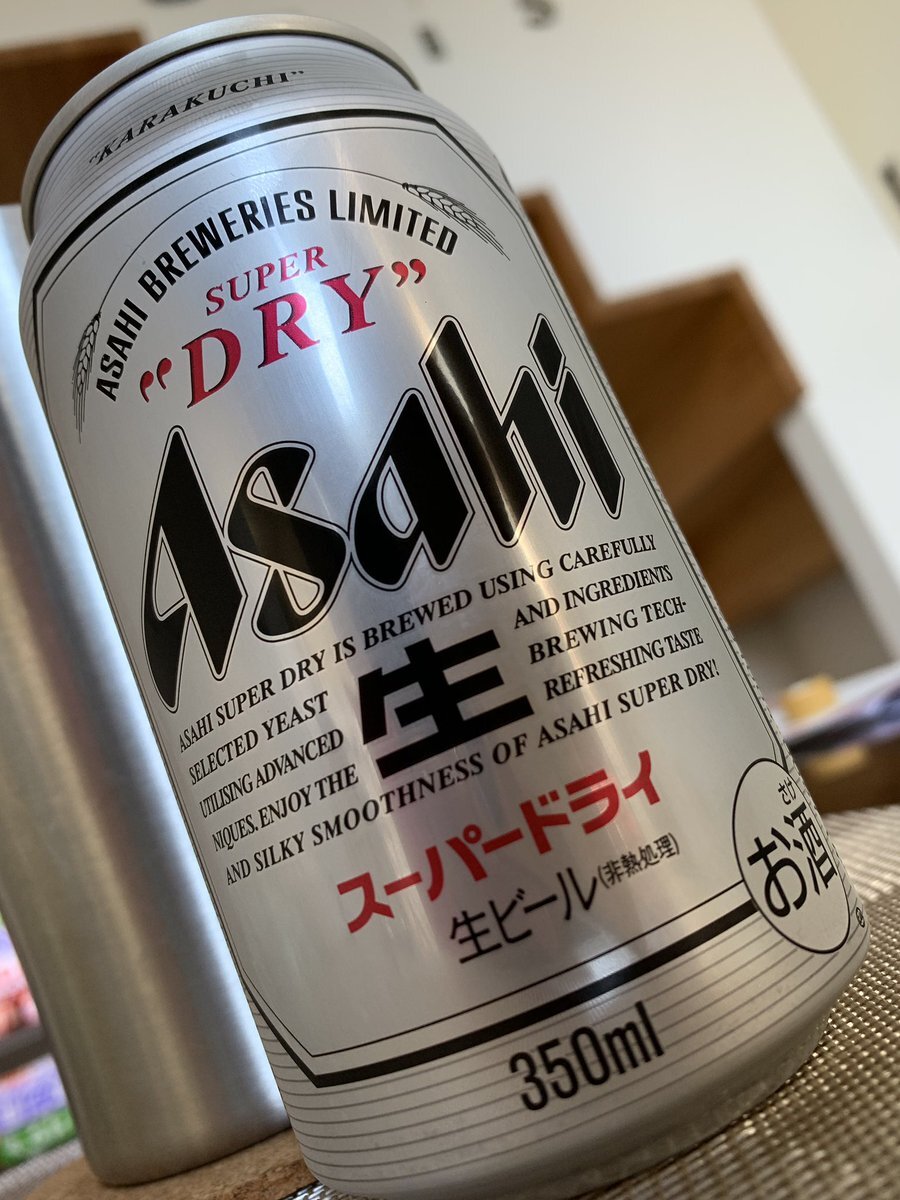 I S
"KARAKUCHI"
ASAHI BREWERIES LIMITED
SUPER
"DRY"
Asahi
ASAHI SUPER DRY IS BREWED USING CAREFULLY
SELECTED YEAST AND INGREDIENTS
UTILISING ADVANCED BREWING TECH-
NIQUES. ENJOY THE REFRESHING TASTE
AND SILKY SMOOTHNESS OF ASAHI SUPER DRY!
生
スーパードライ
生ビール(非熱処理)
さけ
お酒
350ml